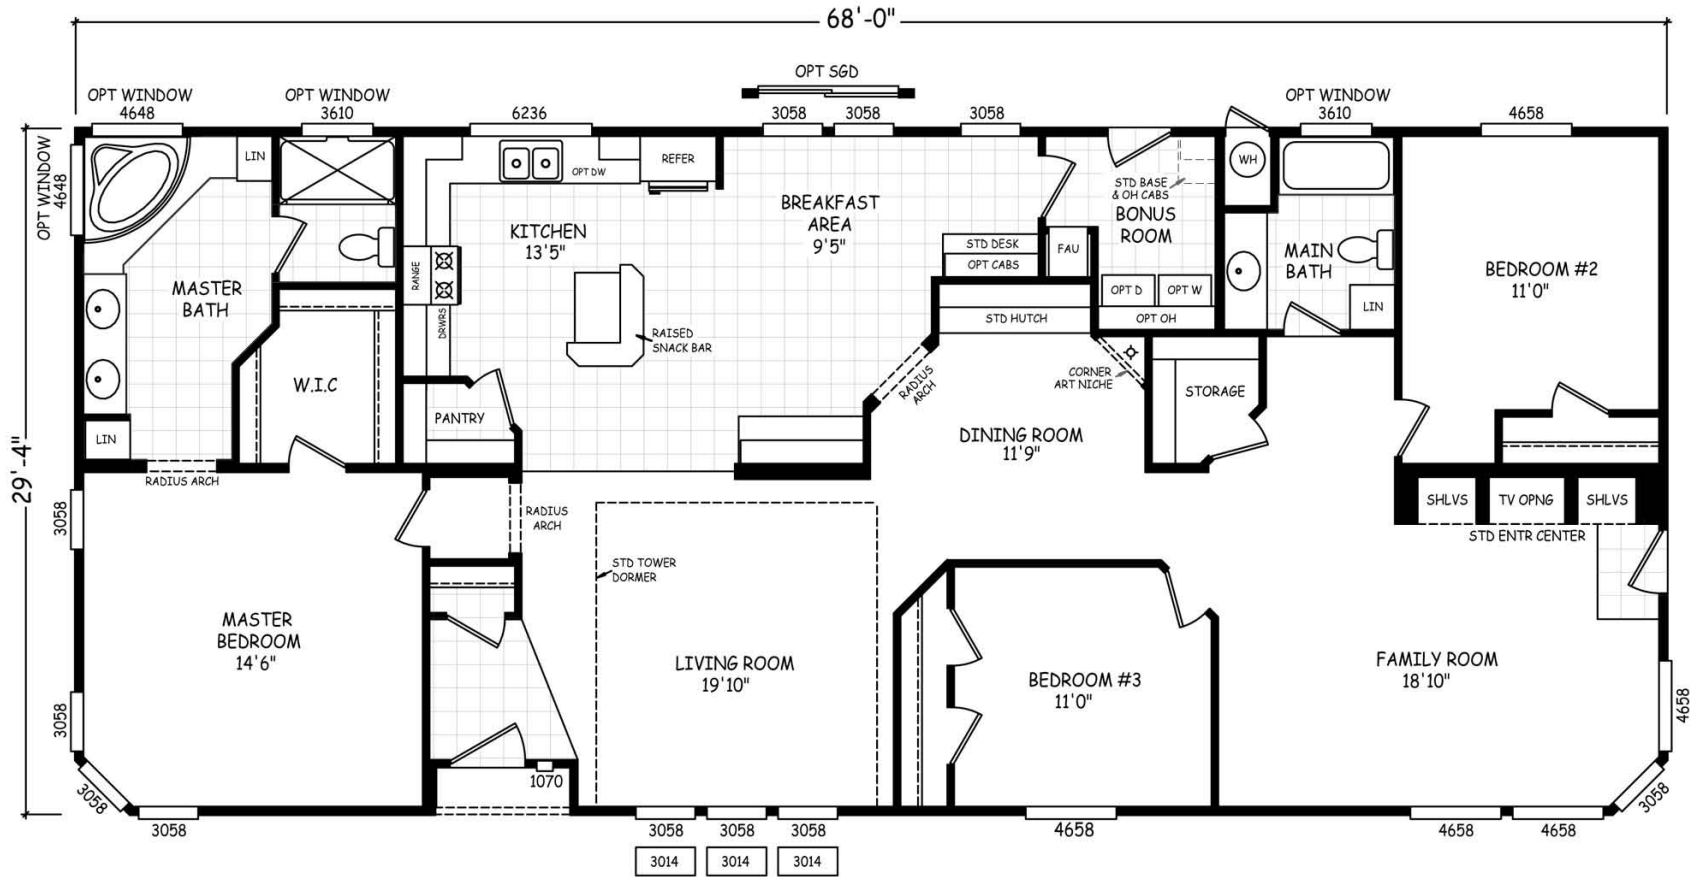 68'-0"
OPT SGD
OPT WINDOW
4648
OPT WINDOW
3610
6236
3058
3058
3058
OPT WINDOW
3610
4658
OPT WINDOW
4648
LIN
OPT DW
REFER
STD BASE
& OH CABS
WH
KITCHEN
13'5"
BREAKFAST
AREA
9'5"
BONUS
ROOM
STD DESK
OPT CABS
FAU
MAIN
BATH
BEDROOM #2
11'0"
RANGE
MASTER
BATH
OPT D
OPT W
OPT OH
LIN
DRWRS
RAISED
SNACK BAR
STD HUTCH
W.I.C
RADIUS
ARCH
CORNER
ART NICHE
STORAGE
PANTRY
LIN
DINING ROOM
11'9"
29'-4"
RADIUS ARCH
3058
RADIUS
ARCH
SHLVS
TV OPNG
SHLVS
STD ENTR CENTER
STD TOWER
DORMER
MASTER
BEDROOM
14'6"
LIVING ROOM
19'10"
BEDROOM #3
11'0"
FAMILY ROOM
18'10"
3058
4658
1070
3058
3058
3058
3058
3058
3058
4658
4658
4658
3014
3014
3014